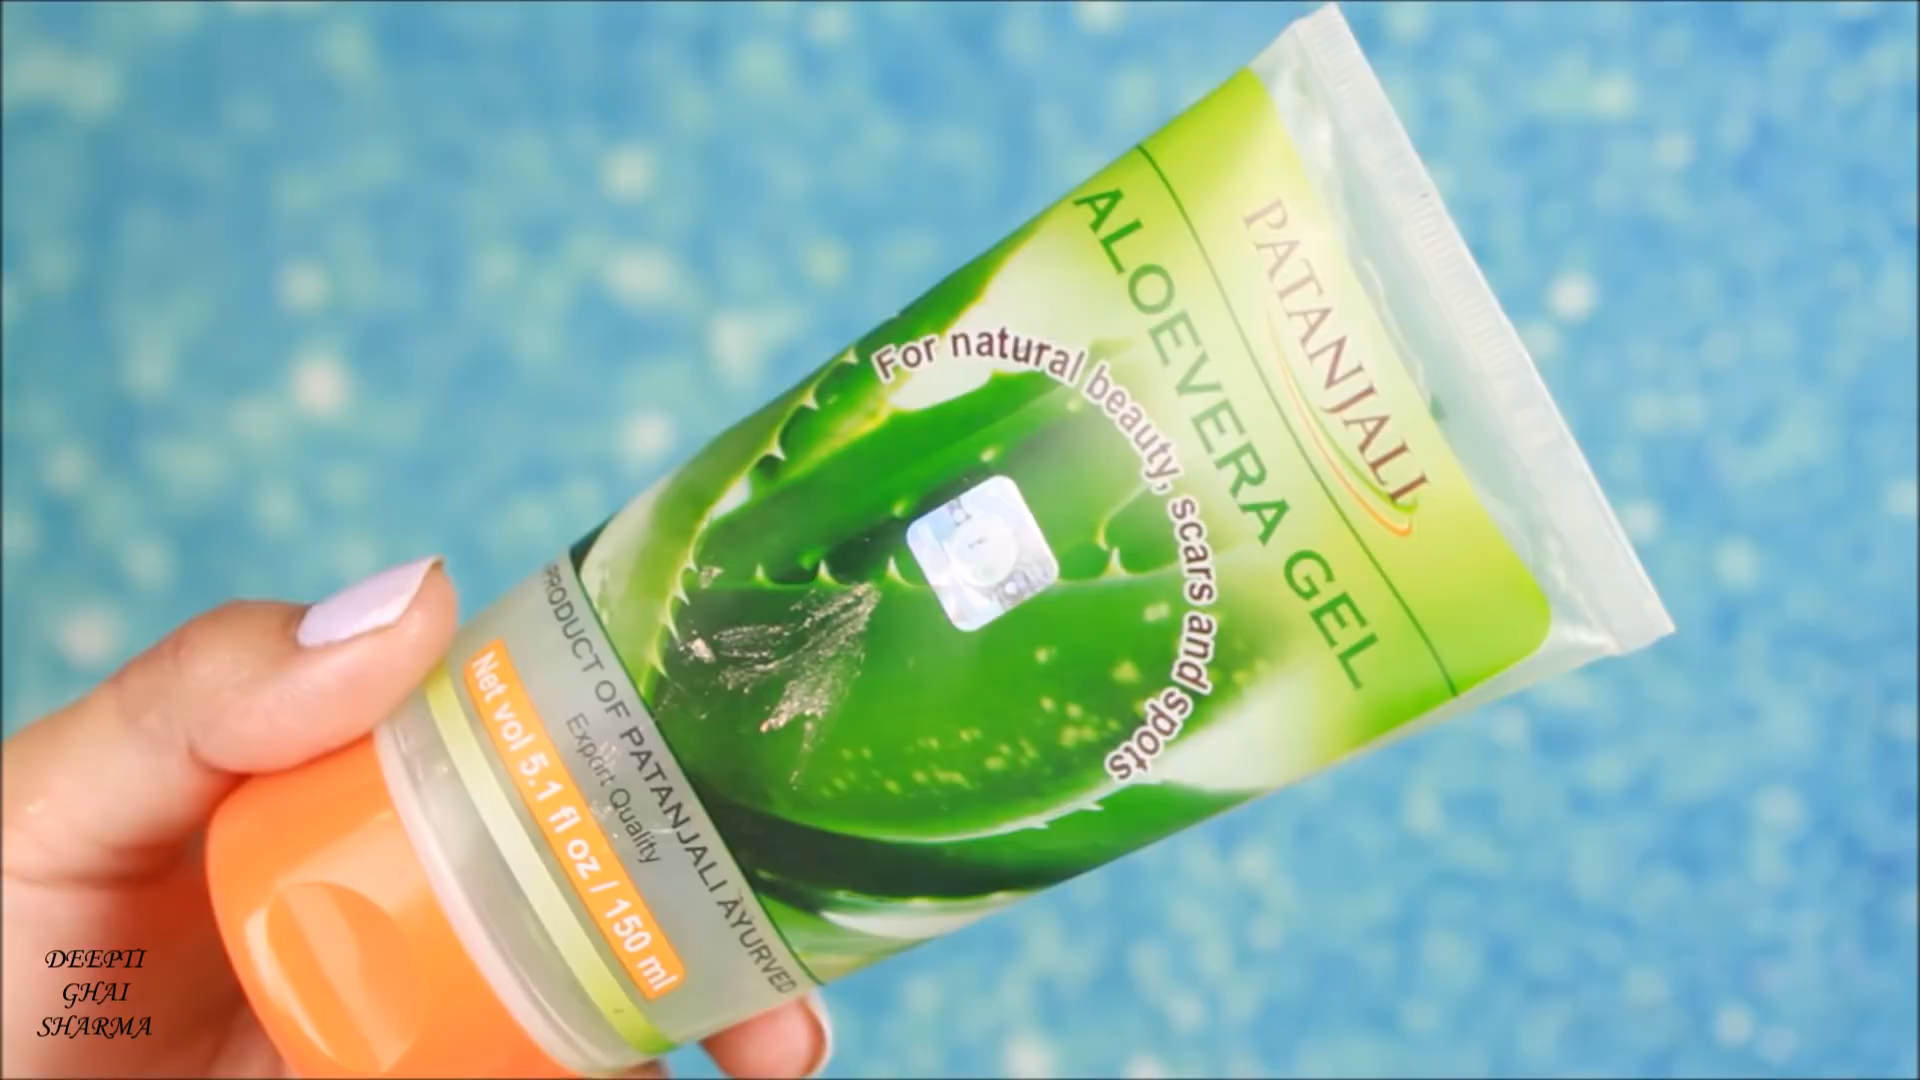 PATANJALI
ALOEVERA GEL
For natural beauty, scars and spots
PRODUCT OF PATANJALI AYURVED
Export Quality
Net vol 5.1 fl oz / 150 ml
DEEPTI
GHAI
SHARMA